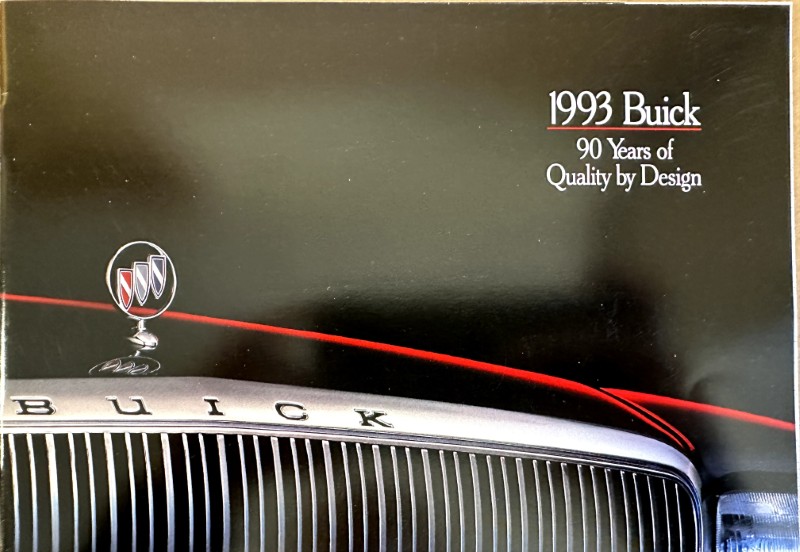 1993 Buick
90 Years of
Quality by Design
BUICK